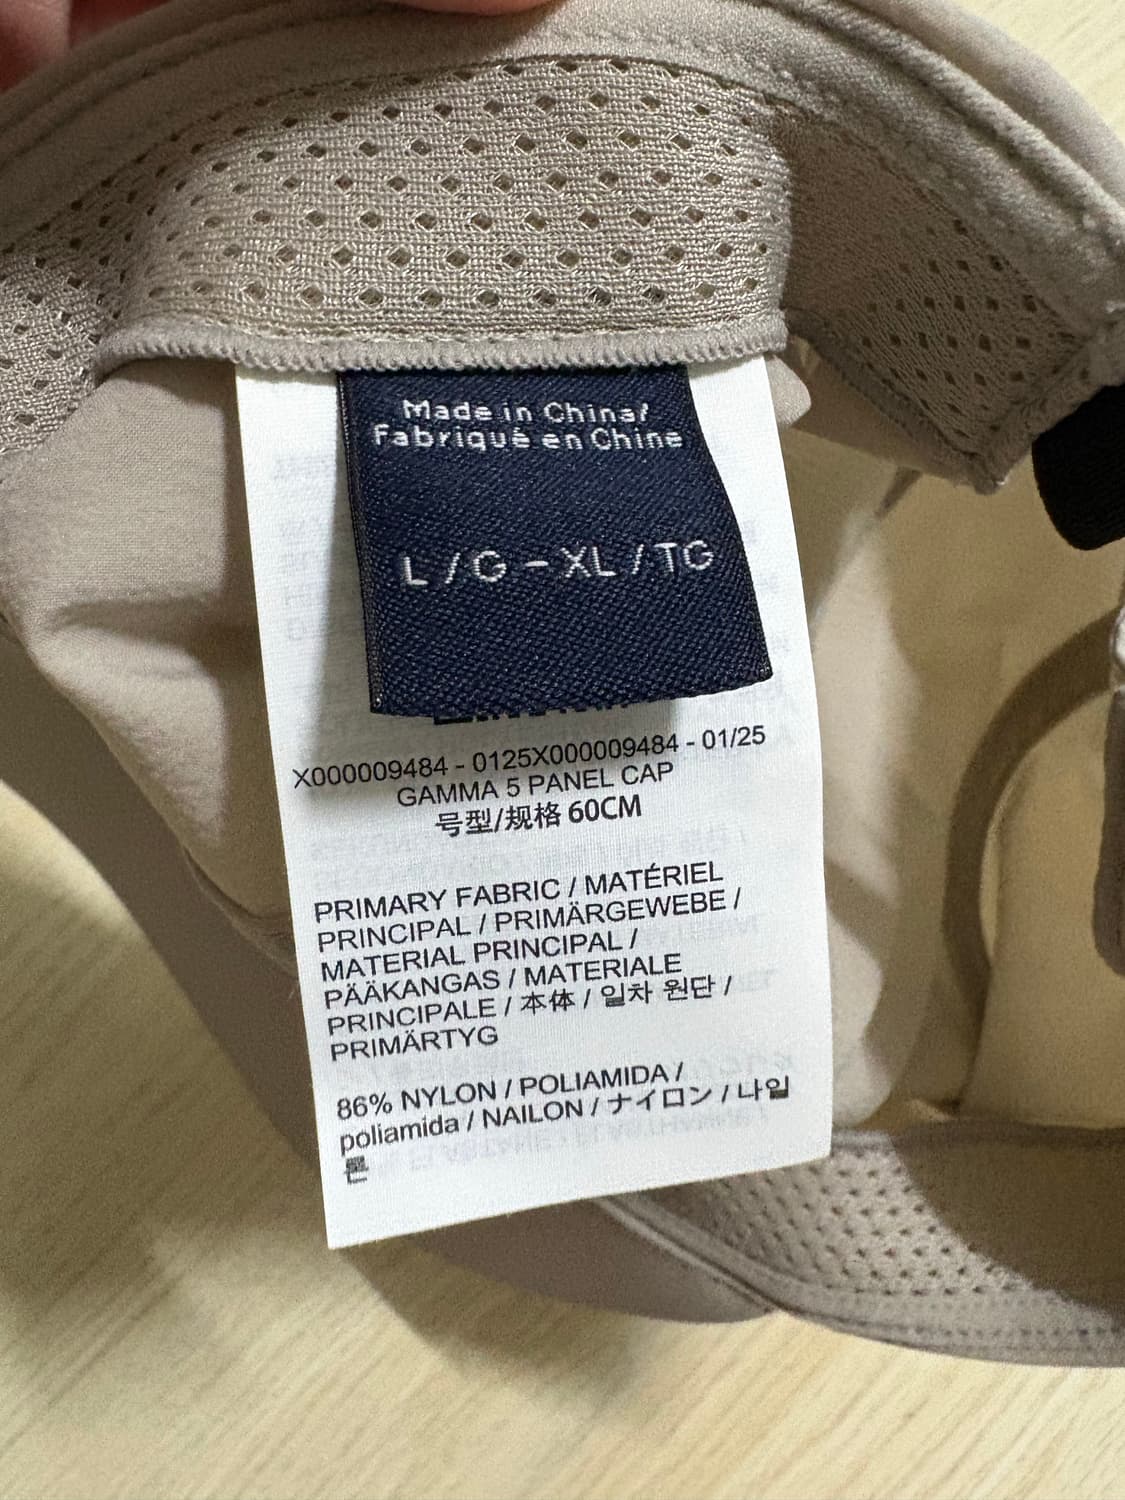 Made in China/
Fabriqué en Chine
L / G - XL / TG
X000009484 - 0125X000009484 - 01/25
GAMMA 5 PANEL CAP
号型/规格 60CM
PRIMARY FABRIC / MATÉRIEL
PRINCIPAL / PRIMÄRGEWEBE /
MATERIAL PRINCIPAL /
PÄÄKANGAS / MATERIALE
PRINCIPALE / 本体 / 일차 원단 /
PRIMÄRTYG
86% NYLON / POLIAMIDA /
poliamida / NAILON / ナイロン / 나일
론